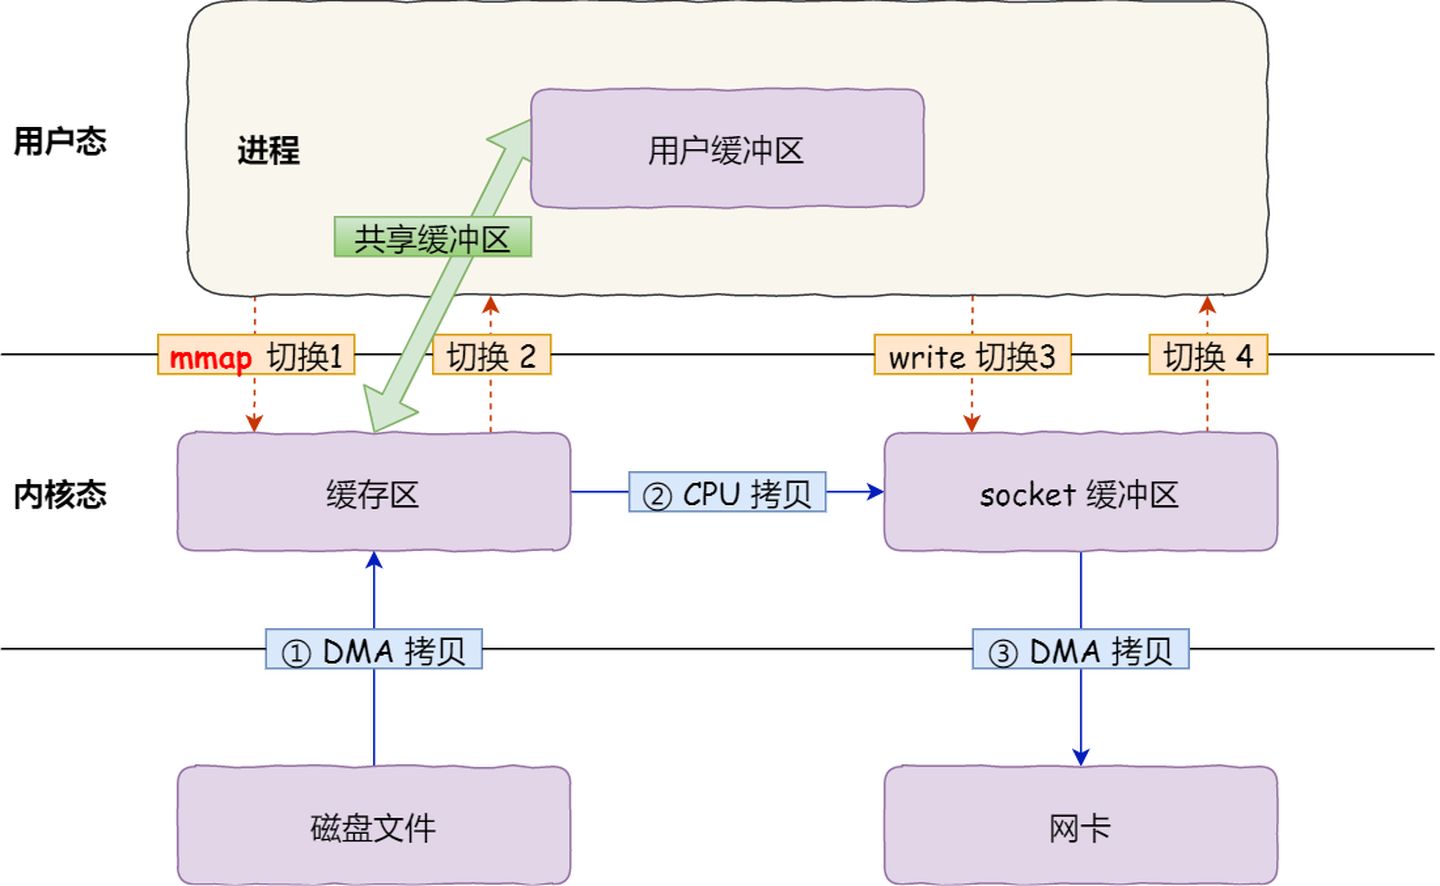 用户态
进程
用户缓冲区
共享缓冲区
mmap 切换1
切换 2
write 切换3
切换 4
内核态
缓存区
② CPU 拷贝
socket 缓冲区
① DMA 拷贝
③ DMA 拷贝
磁盘文件
网卡